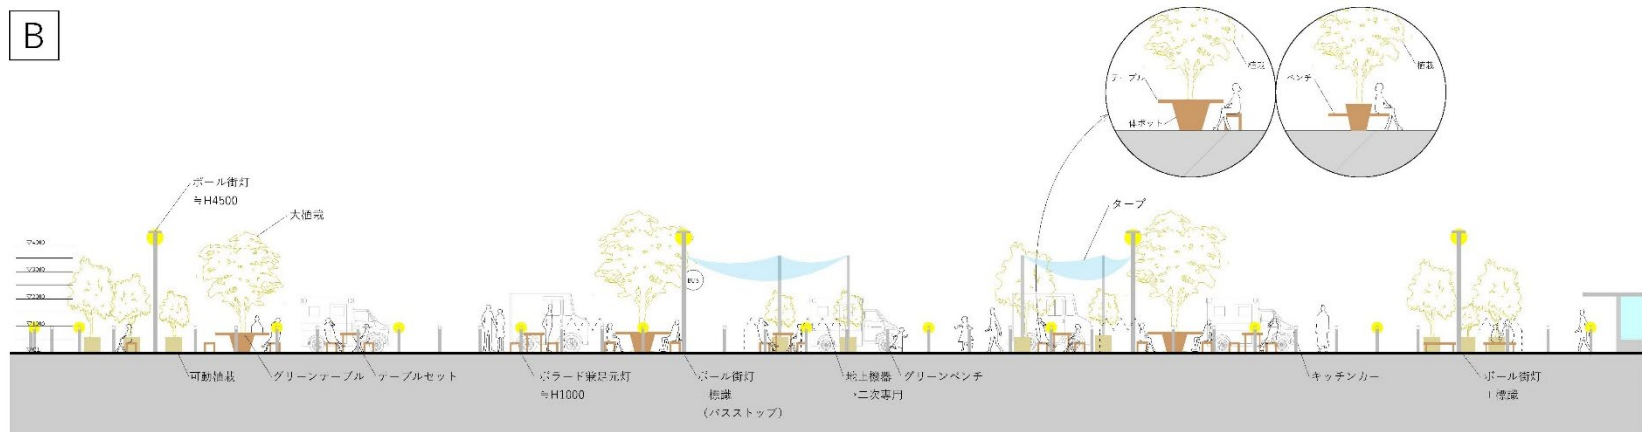 B
植栽
植栽
テーブル
ベンチ
鉢ポット
ポール街灯
≒H4500
大植栽
タープ
▽4000
▽3000
▽2000
▽1000
BUS
可動植栽
グリーンテーブル
テーブルセット
ボラード兼足元灯
≒H1000
ポール街灯
標識
（バスストップ）
地上機器
→二次専用
グリーンベンチ
キッチンカー
ポール街灯
＋標識